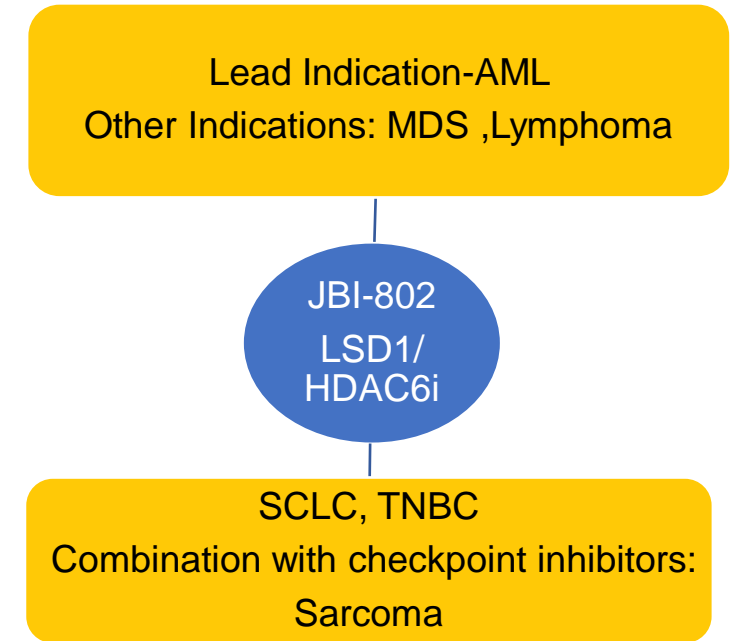 Lead Indication-AML
Other Indications: MDS ,Lymphoma
JBI-802
LSD1/
HDAC6i
SCLC, TNBC
Combination with checkpoint inhibitors:
Sarcoma